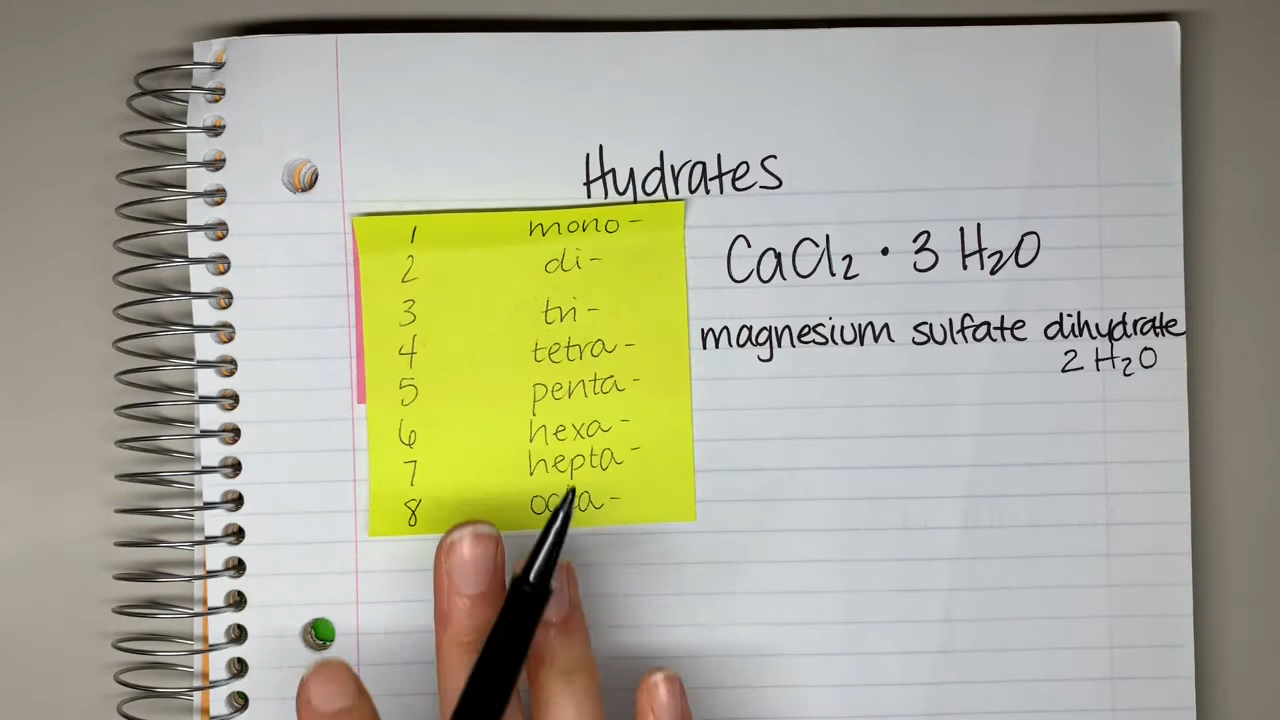 Hydrates
1 mono-
2 di-
3 tri-
4 tetra-
5 penta-
6 hexa-
7 hepta-
8 octa-
CaCl₂ · 3 H₂O
magnesium sulfate dihydrate
2 H₂O